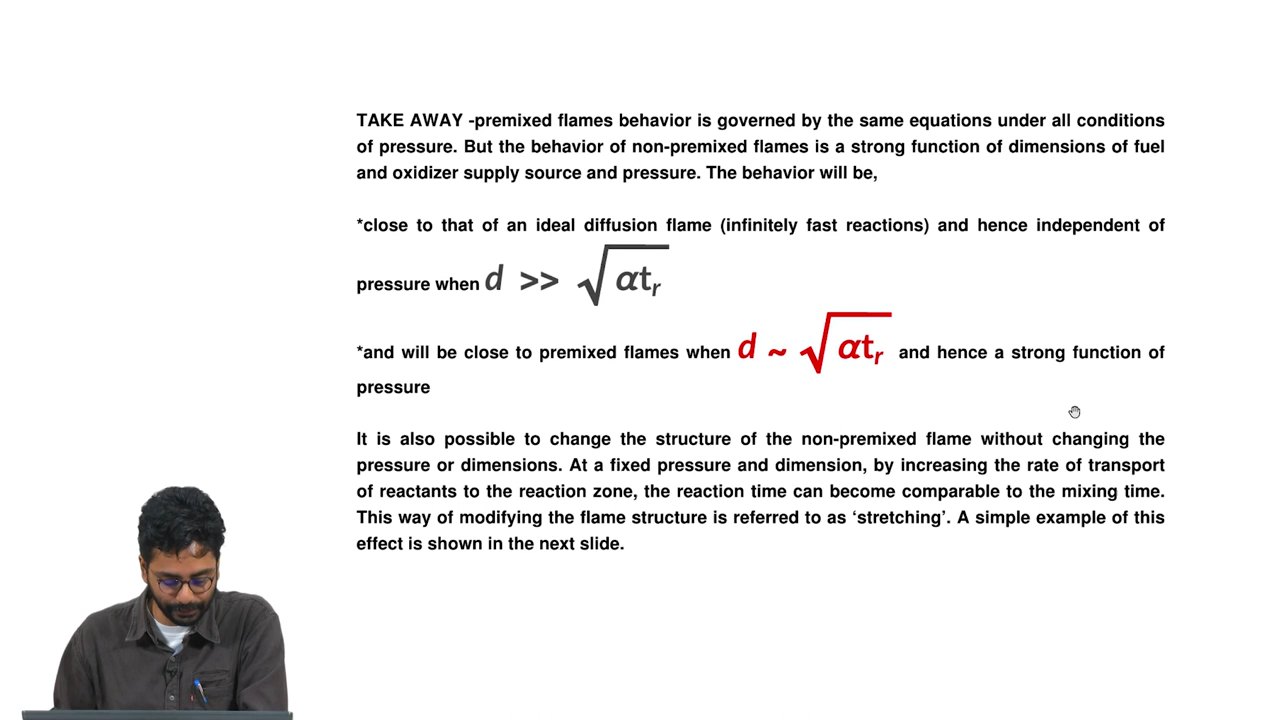 TAKE AWAY -premixed flames behavior is governed by the same equations under all conditions
of pressure. But the behavior of non-premixed flames is a strong function of dimensions of fuel
and oxidizer supply source and pressure. The behavior will be,
*close to that of an ideal diffusion flame (infinitely fast reactions) and hence independent of
pressure when d >> √αtᵣ
*and will be close to premixed flames when d ~ √αtᵣ and hence a strong function of
pressure
It is also possible to change the structure of the non-premixed flame without changing the
pressure or dimensions. At a fixed pressure and dimension, by increasing the rate of transport
of reactants to the reaction zone, the reaction time can become comparable to the mixing time.
This way of modifying the flame structure is referred to as ‘stretching’. A simple example of this
effect is shown in the next slide.